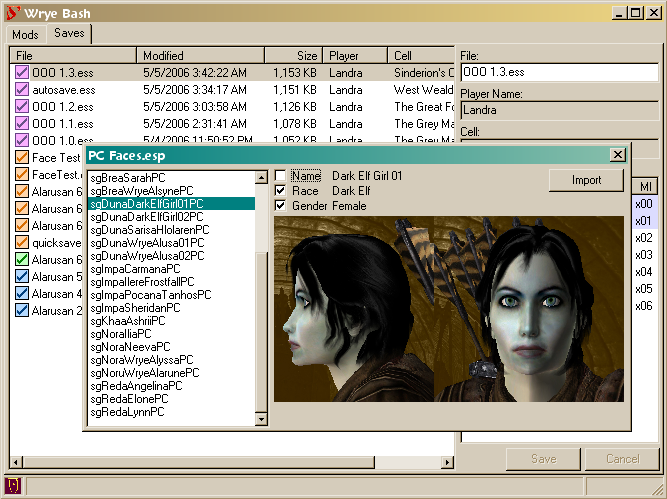 Wrye Bash
Mods Saves
File Modified Size Player Cell
OOO 1.3.ess 5/5/2006 3:42:22 AM 1,153 KB Landra Sinderion's C
autosave.ess 5/5/2006 3:34:17 AM 1,151 KB Landra West Weald
OOO 1.2.ess 5/5/2006 3:03:58 AM 1,126 KB Landra The Great Fo
OOO 1.1.ess 5/5/2006 2:31:41 AM 1,078 KB Landra The Grey Ma
OOO 1.0.ess 5/4/2006 11:50:52 PM 1,052 KB Landra The Grey Ma
Face Test
FaceTest.e
Alarusan 6
Alarusan 6
Alarusan 6
quicksave
Alarusan 6
Alarusan 5
Alarusan 4
Alarusan 2
File:
OOO 1.3.ess
Player Name:
Landra
Cell:
MI
x00
x01
x02
x03
x04
x05
x06
Save Cancel
PC Faces.esp
sgBreaSarahPC
sgBreaWryeAlsynePC
sgDunaDarkElfGirl01PC
sgDunaDarkElfGirl02PC
sgDunaSarisaHlolarenPC
sgDunaWryeAlusa01PC
sgDunaWryeAlusa02PC
sgImpaCarmanaPC
sgImpaIlereFrostfallPC
sgImpaPocanaTanhosPC
sgImpaSheridanPC
sgKhaaAshriiPC
sgNoraIliaPC
sgNoraNeevaPC
sgNoraWryeAlyssaPC
sgNoruWryeAlarunePC
sgRedaAngelinaPC
sgRedaElonePC
sgRedaLynnPC
Name Dark Elf Girl 01
Race Dark Elf
Gender Female
Import